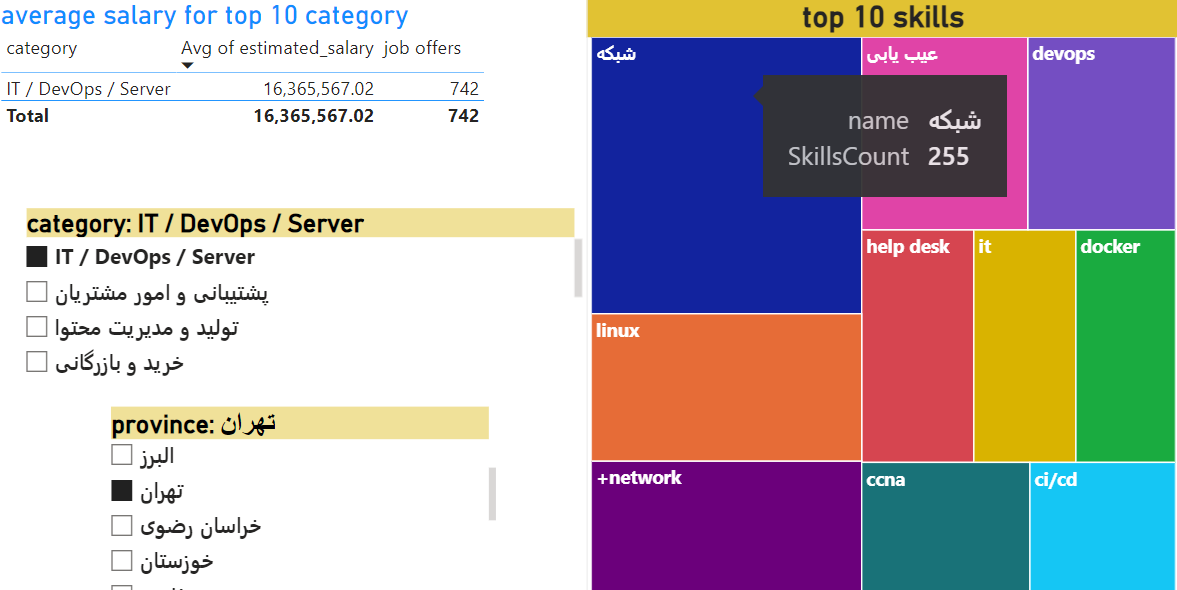 average salary for top 10 category
category Avg of estimated_salary job offers
IT / DevOps / Server 16,365,567.02 742
Total 16,365,567.02 742
category: IT / DevOps / Server
IT / DevOps / Server
پشتیبانی و امور مشتریان
تولید و مدیریت محتوا
خرید و بازرگانی
province: تهران
البرز
تهران
خراسان رضوی
خوزستان
top 10 skills
شبکه
عیب یابی
devops
name شبکه
SkillsCount 255
help desk
it
docker
linux
+network
ccna
ci/cd